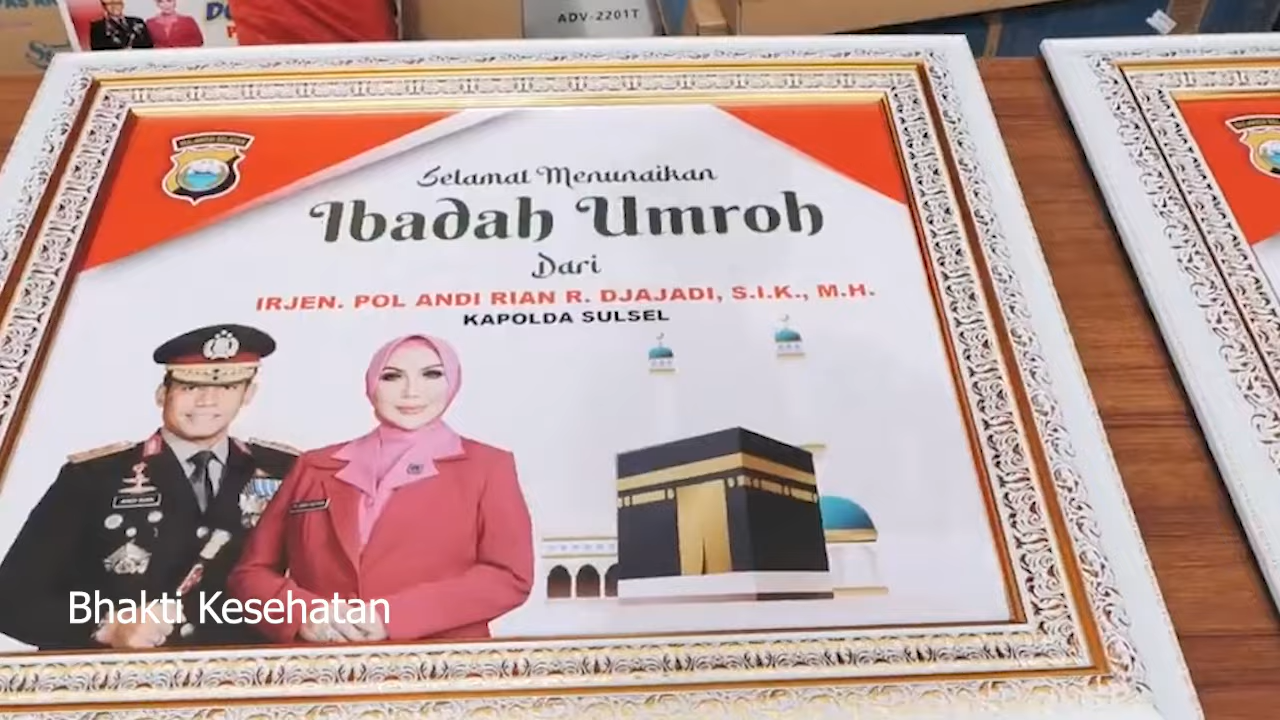 ADV-2201T
Selamat Menunaikan
Ibadah Umroh
Dari
IRJEN. POL ANDI RIAN R. DJAJADI, S.I.K., M.H.
KAPOLDA SULSEL
Bhakti Kesehatan